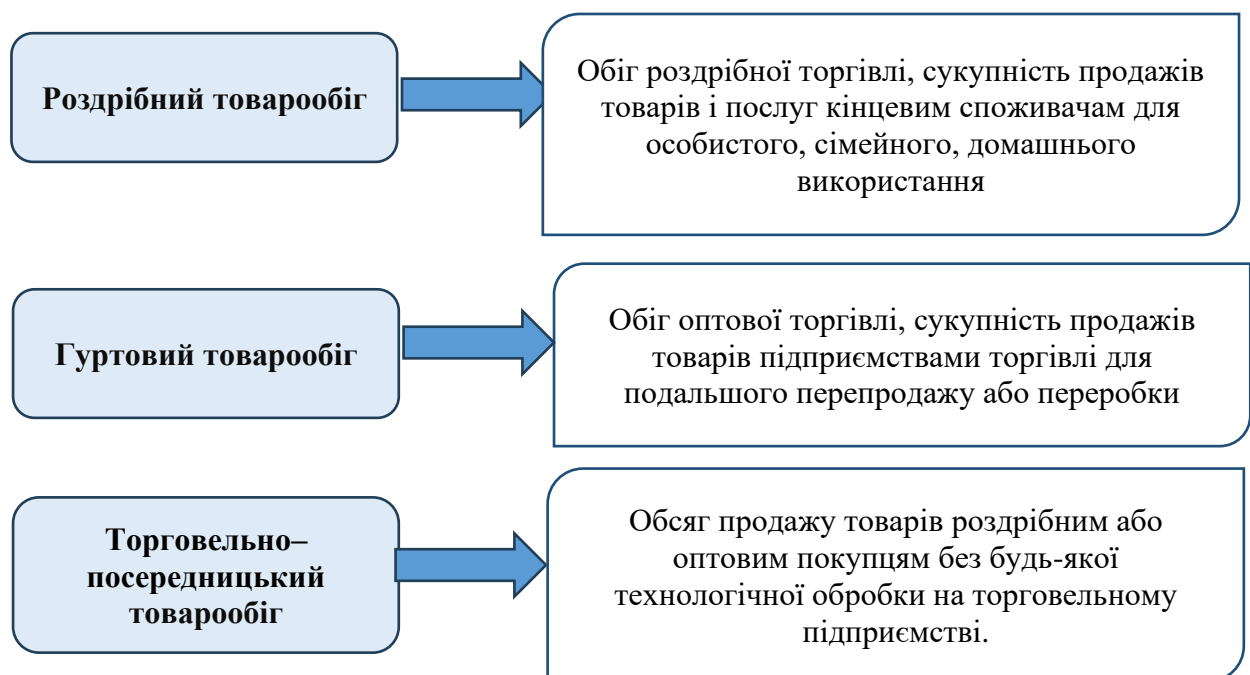 Роздрібний товарообіг
Обіг роздрібної торгівлі, сукупність продажів
товарів і послуг кінцевим споживачам для
особистого, сімейного, домашнього
використання
Гуртовий товарообіг
Обіг оптової торгівлі, сукупність продажів
товарів підприємствами торгівлі для
подальшого перепродажу або переробки
Торговельно–
посередницький
товарообіг
Обсяг продажу товарів роздрібним або
оптовим покупцям без будь-якої
технологічної обробки на торговельному
підприємстві.